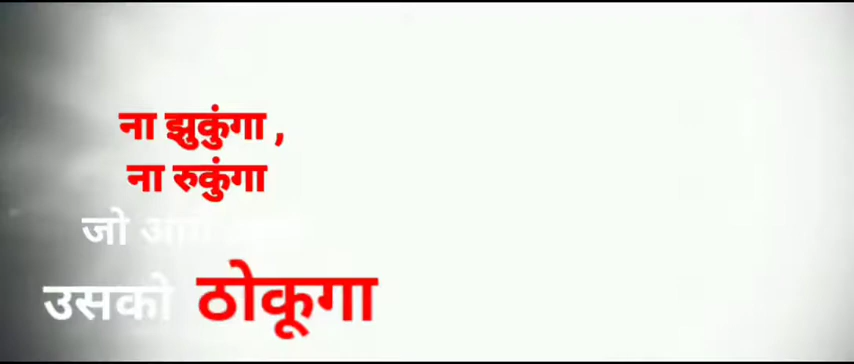 ना झुकुंगा ,
ना रुकुंगा
जो
उसको ठोकूगा